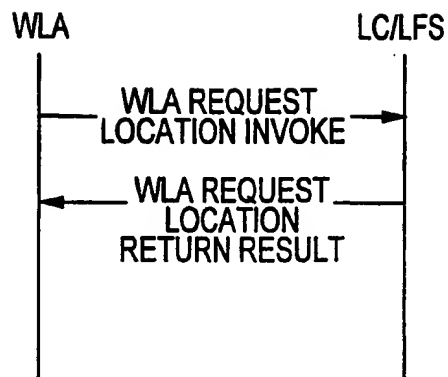 WLA LC/LFS
WLA REQUEST
LOCATION INVOKE
WLA REQUEST
LOCATION
RETURN RESULT